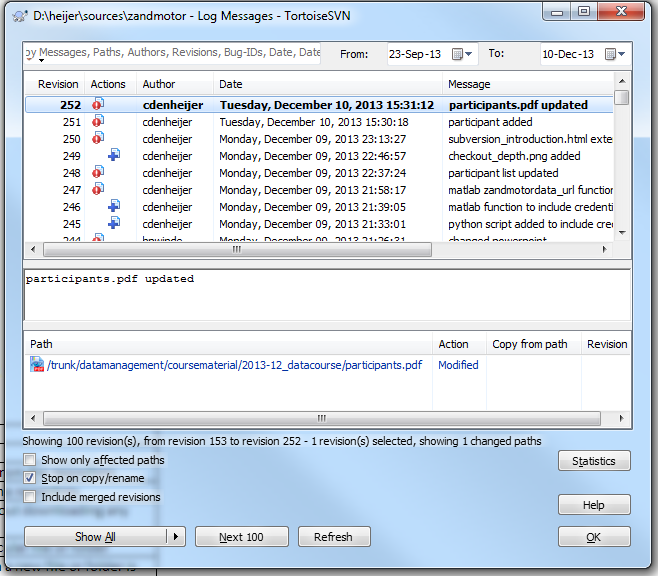 D:\heijer\sources\zandmotor - Log Messages - TortoiseSVN
by Messages, Paths, Authors, Revisions, Bug-IDs, Date, Date From: 23-Sep-13 To: 10-Dec-13
Revision Actions Author Date Message
252 cdenheijer Tuesday, December 10, 2013 15:31:12 participants.pdf updated
251 cdenheijer Tuesday, December 10, 2013 15:30:18 participant added
250 cdenheijer Monday, December 09, 2013 23:13:27 subversion_introduction.html exte
249 cdenheijer Monday, December 09, 2013 22:46:57 checkout_depth.png added
248 cdenheijer Monday, December 09, 2013 22:37:24 participant list updated
247 cdenheijer Monday, December 09, 2013 21:58:17 matlab zandmotordata_url function
246 cdenheijer Monday, December 09, 2013 21:39:05 matlab function to include credenti
245 cdenheijer Monday, December 09, 2013 21:33:01 python script added to include cre
244 Monday, December 09, 2013 21:26:31 changed powerpoint
participants.pdf updated
Path Action Copy from path Revision
/trunk/datamanagement/coursematerial/2013-12_datacourse/participants.pdf Modified
Showing 100 revision(s), from revision 153 to revision 252 - 1 revision(s) selected, showing 1 changed paths
Show only affected paths
Statistics
Stop on copy/rename
Include merged revisions
Help
Show All Next 100 Refresh OK